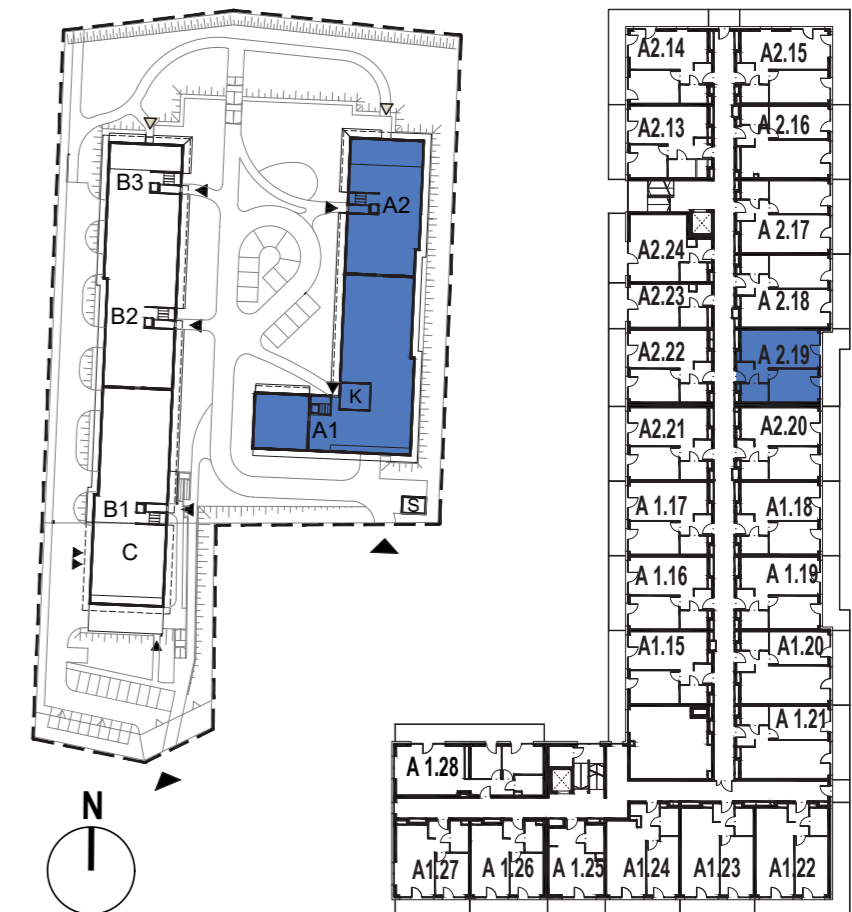 B3
A2
B2
K
A1
B1
S
C
N
A2.14
A2.15
A2.13
A 2.16
A 2.17
A2.24
A2.23
A 2.18
A2.22
A 2.19
A2.21
A2.20
A 1.17
A1.18
A 1.16
A 1.19
A1.15
A1.20
A 1.21
A 1.28
A1.27
A 1.26
A 1.25
A1.24
A1.23
A1.22